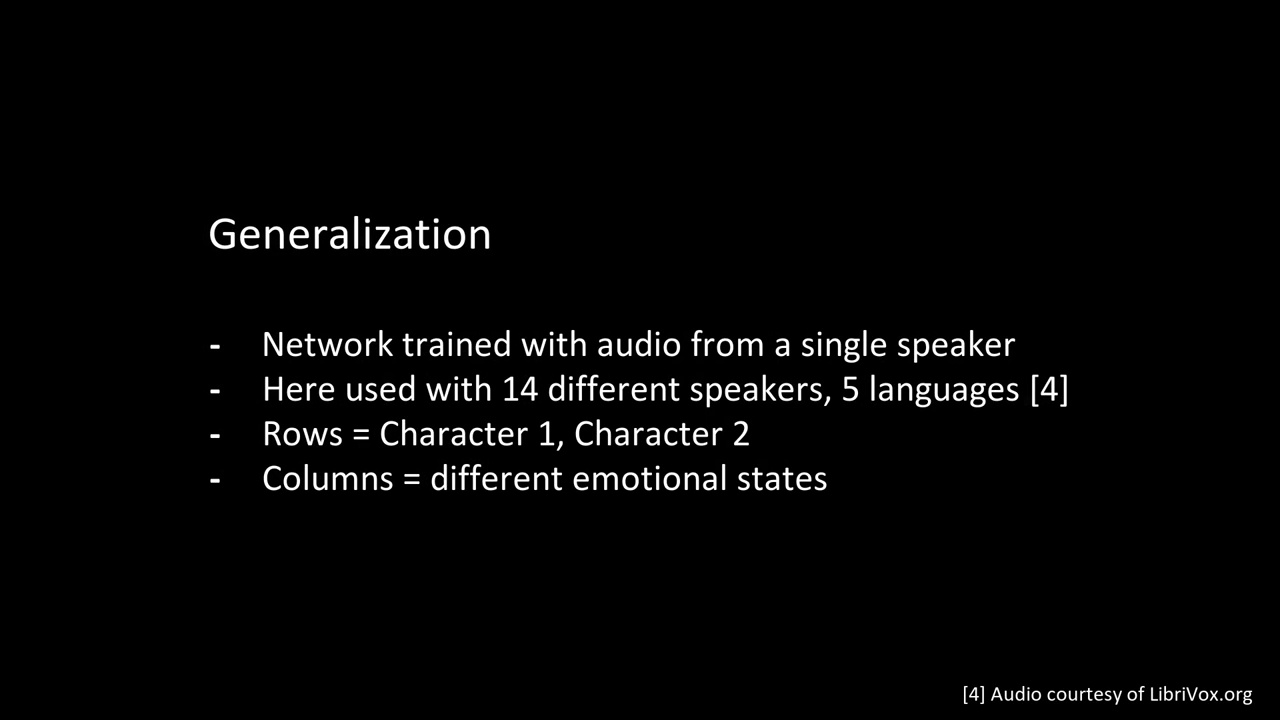 Generalization
- Network trained with audio from a single speaker
- Here used with 14 different speakers, 5 languages [4]
- Rows = Character 1, Character 2
- Columns = different emotional states
[4] Audio courtesy of LibriVox.org